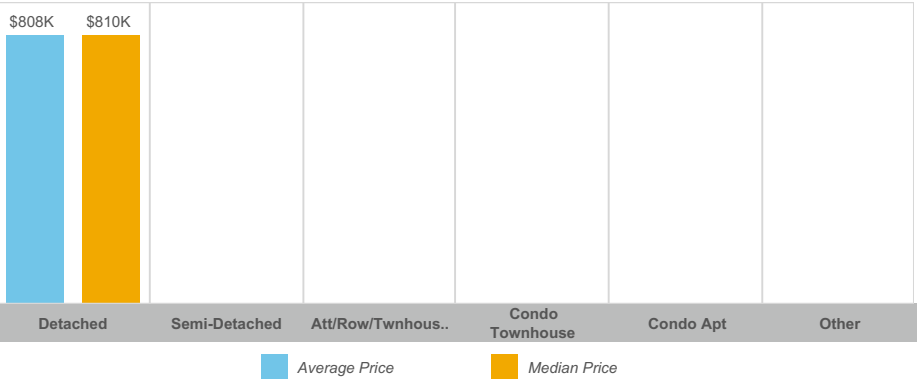 $808K $810K
Detached Semi-Detached Att/Row/Twnhous.. Condo Townhouse Condo Apt Other
Average Price Median Price